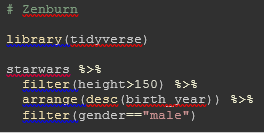 # Zenburn
library(tidyverse)
starwars %>%
filter(height>150) %>%
arrange(desc(birth_year)) %>%
filter(gender=="male")